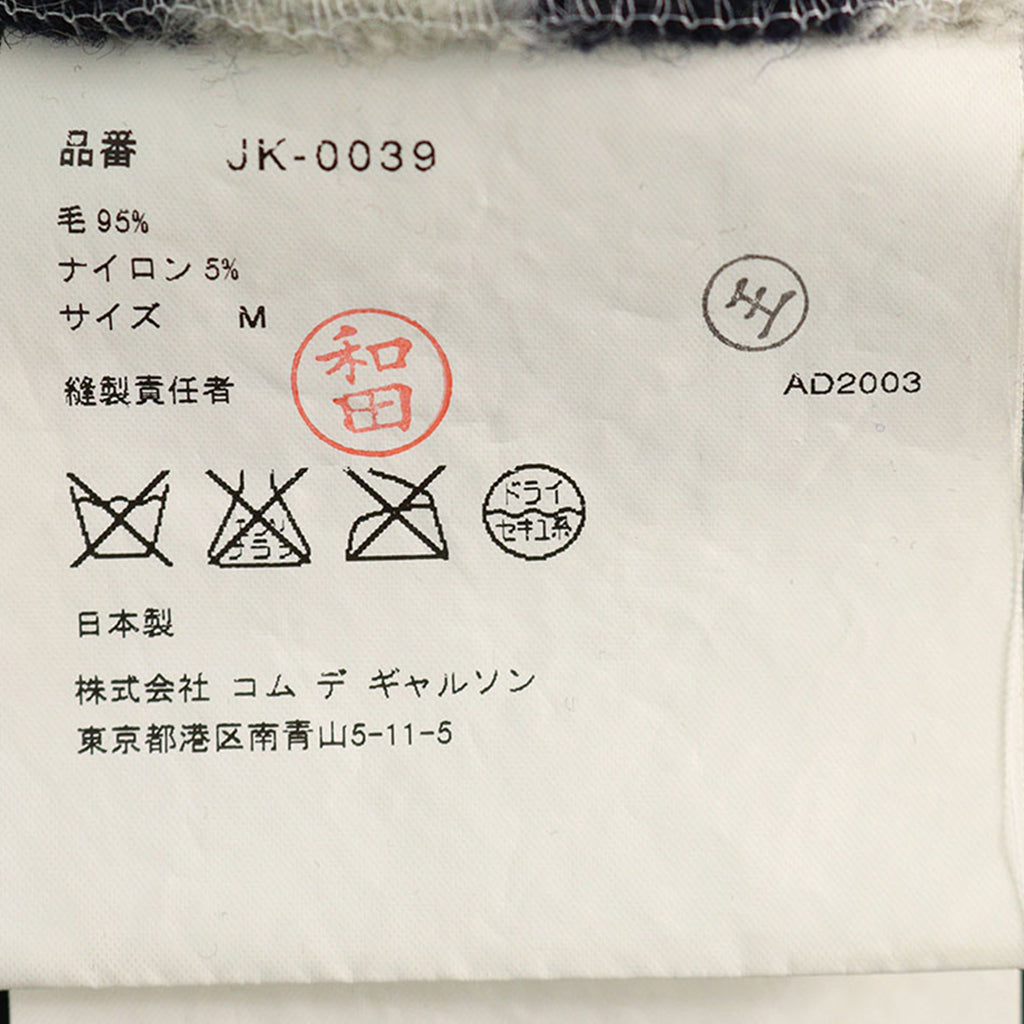 品番 JK-0039
毛 95%
ナイロン 5%
サイズ M
和田
縫製責任者
AD2003
ドライ
セキユ系
日本製
株式会社 コム デ ギャルソン
東京都港区南青山5-11-5